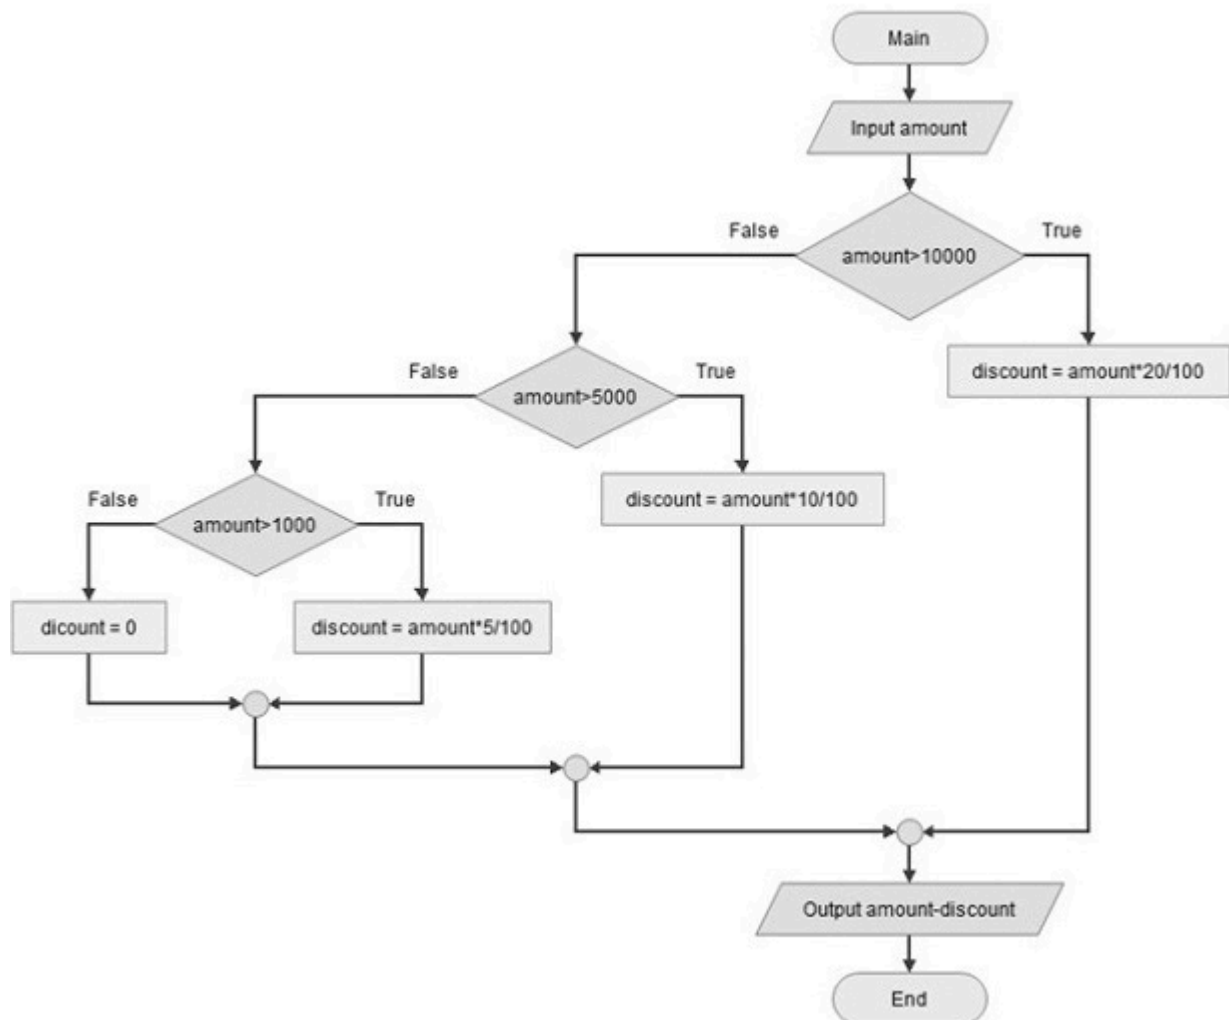 Main
Input amount
False
True
amount>10000
False
True
discount = amount*20/100
amount>5000
False
True
discount = amount*10/100
amount>1000
dicount = 0
discount = amount*5/100
Output amount-discount
End